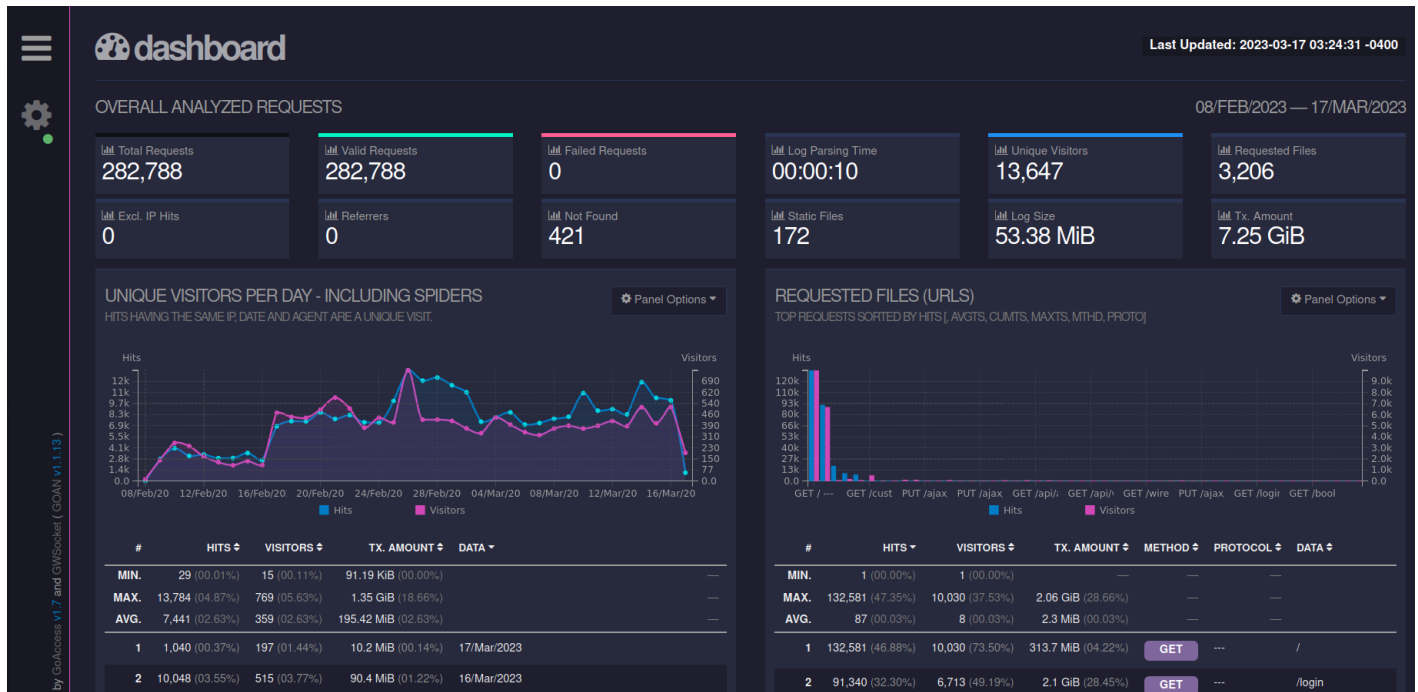 dashboard
Last Updated: 2023-03-17 03:24:31 -0400
OVERALL ANALYZED REQUESTS
08/FEB/2023 — 17/MAR/2023
Total Requests
282,788
Valid Requests
282,788
Failed Requests
0
Log Parsing Time
00:00:10
Unique Visitors
13,647
Requested Files
3,206
Excl. IP Hits
0
Referrers
0
Not Found
421
Static Files
172
Log Size
53.38 MiB
Tx. Amount
7.25 GiB
UNIQUE VISITORS PER DAY - INCLUDING SPIDERS
Panel Options
HITS HAVING THE SAME IP, DATE AND AGENT ARE A UNIQUE VISIT.
Hits
Visitors
12k
11k
9.7k
8.3k
6.9k
5.5k
4.1k
2.8k
1.4k
0.0
690
620
540
460
390
310
230
150
77
0.0
08/Feb/20 12/Feb/20 16/Feb/20 20/Feb/20 24/Feb/20 28/Feb/20 04/Mar/20 08/Mar/20 12/Mar/20 16/Mar/20
Hits Visitors
# HITS VISITORS TX. AMOUNT DATA
MIN. 29 (00.01%) 15 (00.11%) 91.19 KiB (00.00%) —
MAX. 13,784 (04.87%) 769 (05.63%) 1.35 GiB (18.66%) —
AVG. 7,441 (02.63%) 359 (02.63%) 195.42 MiB (02.63%) —
1 1,040 (00.37%) 197 (01.44%) 10.2 MiB (00.14%) 17/Mar/2023
2 10,048 (03.55%) 515 (03.77%) 90.4 MiB (01.22%) 16/Mar/2023
REQUESTED FILES (URLS)
Panel Options
TOP REQUESTS SORTED BY HITS [, AVGTS, CUMTS, MAXTS, MTHD, PROTO]
Hits
Visitors
120k
110k
93k
80k
66k
53k
40k
27k
13k
0.0
9.0k
8.0k
7.0k
6.0k
5.0k
4.0k
3.0k
2.0k
1.0k
0.0
GET / --- GET /cust PUT /ajax PUT /ajax GET /api/ GET /api/ GET /wire PUT /ajax GET /login GET /bool
Hits Visitors
# HITS VISITORS TX. AMOUNT METHOD PROTOCOL DATA
MIN. 1 (00.00%) 1 (00.00%) — — —
MAX. 132,581 (47.35%) 10,030 (37.53%) 2.06 GiB (28.66%) — —
AVG. 87 (00.03%) 8 (00.03%) 2.3 MiB (00.03%) — —
1 132,581 (46.88%) 10,030 (73.50%) 313.7 MiB (04.22%) GET --- /
2 91,340 (32.30%) 6,713 (49.19%) 2.1 GiB (28.45%) GET --- /login
by GoAccess v1.7 and GWSocket ( GOAN v1.1.13 )